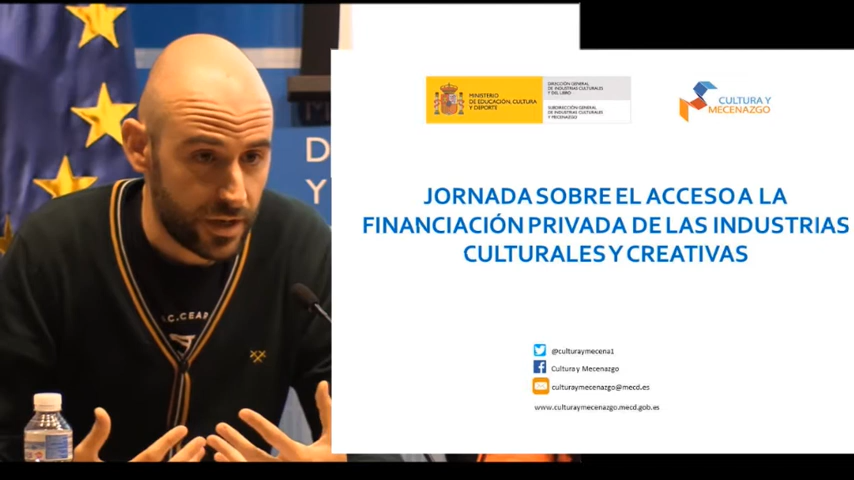 D
Y
A.C.CEAR
MINISTERIO
DE EDUCACIÓN, CULTURA
Y DEPORTE
DIRECCIÓN GENERAL
DE INDUSTRIAS CULTURALES
Y DEL LIBRO
SUBDIRECCIÓN GENERAL
DE INDUSTRIAS CULTURALES
Y MECENAZGO
CULTURA Y
MECENAZGO
JORNADA SOBRE EL ACCESO A LA
FINANCIACIÓN PRIVADA DE LAS INDUSTRIAS
CULTURALES Y CREATIVAS
@culturaymecena1
Cultura y Mecenazgo
culturaymecenazgo@mecd.es
www.culturaymecenazgo.mecd.gob.es